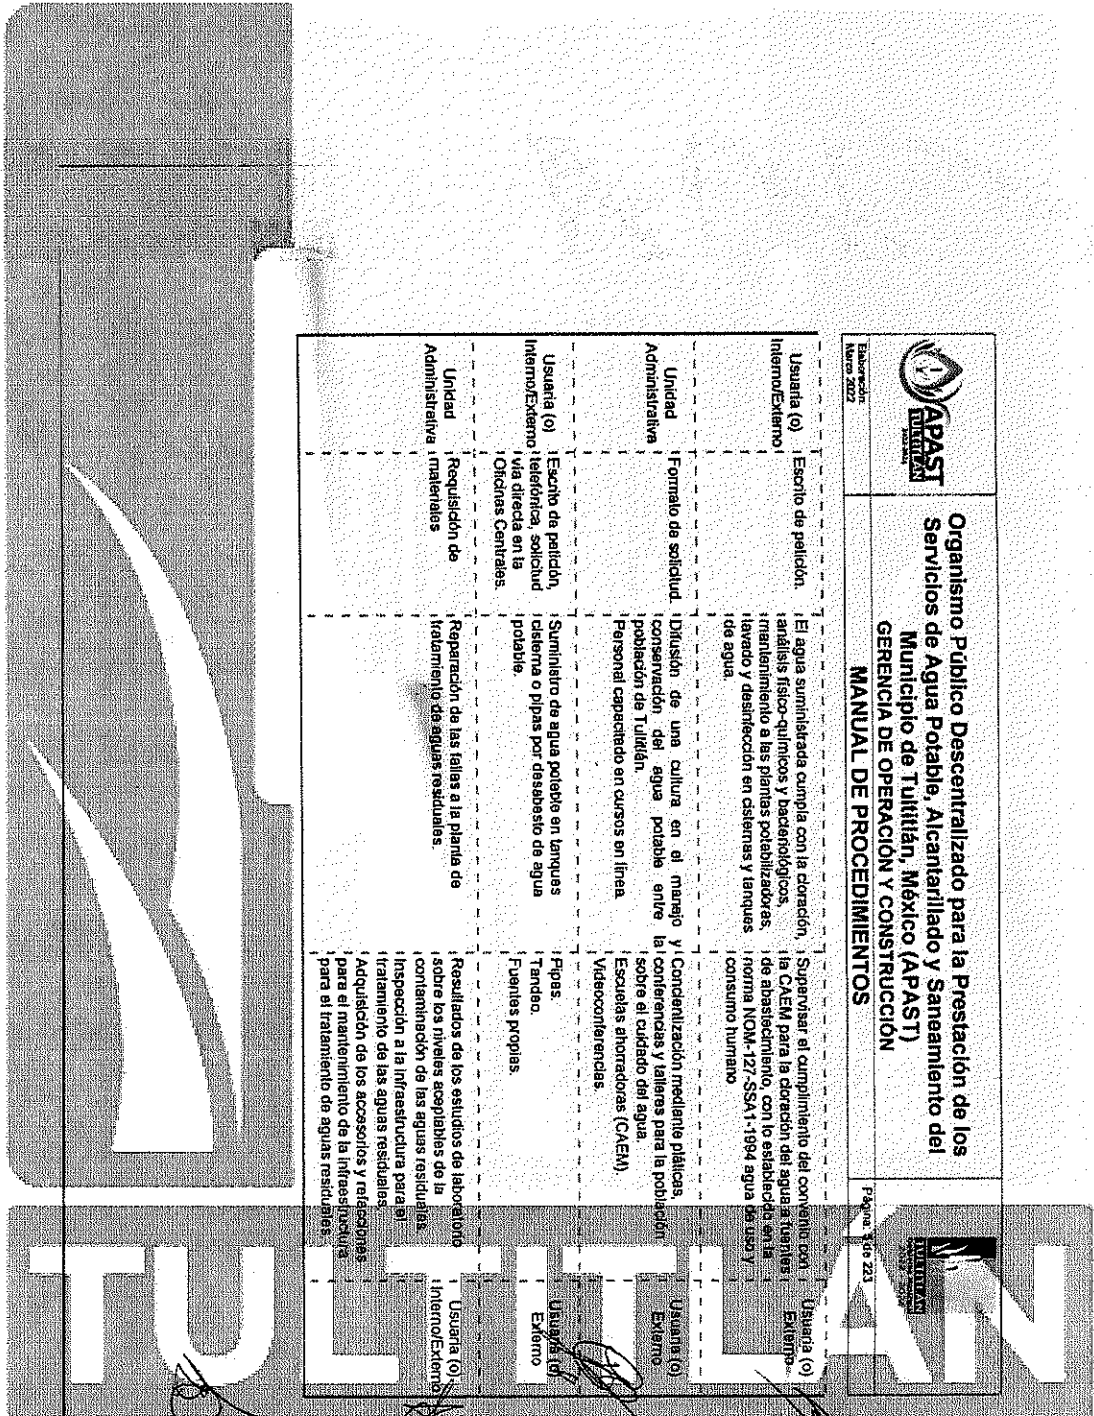 APAST
TULTITLÁN
2022-2024
Elaboración:
Marzo 2022
Organismo Público Descentralizado para la Prestación de los
Servicios de Agua Potable, Alcantarillado y Saneamiento del
Municipio de Tultitlán, México (APAST)
GERENCIA DE OPERACIÓN Y CONSTRUCCIÓN
MANUAL DE PROCEDIMIENTOS
Página: 5 de 223
TULTITLÁN
Usuaria (o)
Interno/Externo
Escrito de petición.
El agua suministrada cumpla con la cloración,
análisis físico-químicos y bacteriológicos,
mantenimiento a las plantas potabilizadoras,
lavado y desinfección en cisternas y tanques
de agua.
Supervisar el cumplimiento del convenio con
la CAEM para la cloración del agua a fuentes
de abastecimiento, con lo establecido en la
norma NOM-127-SSA1-1994 agua de uso y
consumo humano
Usuaria (o)
Externo
Unidad
Administrativa
Formato de solicitud
Difusión de una cultura en el manejo y
conservación del agua potable entre la
población de Tultitlán.
Personal capacitado en cursos en línea
Concientización mediante pláticas,
conferencias y talleres para la población
sobre el cuidado del agua.
Escuelas ahorradoras (CAEM).
Videoconferencias.
Usuaria (o)
Externo
Usuaria (o)
Interno/Externo
Escrito de petición,
telefónica, solicitud
vía directa en la
Oficinas Centrales.
Suministro de agua potable en tanques
cisterna o pipas por desabasto de agua
potable.
Pipas.
Tandeo.
Fuentes propias.
Usuaria (o)
Externo
Unidad
Administrativa
Requisición de
materiales
Reparación de las fallas a la planta de
tratamiento de aguas residuales.
Resultados de los estudios de laboratorio
sobre los niveles aceptables de la
contaminación de las aguas residuales.
Inspección a la infraestructura para el
tratamiento de las aguas residuales.
Adquisición de los accesorios y refacciones
para el mantenimiento de la infraestructura
para el tratamiento de aguas residuales.
Usuaria (o)
Interno/Externo
TULTITLÁN